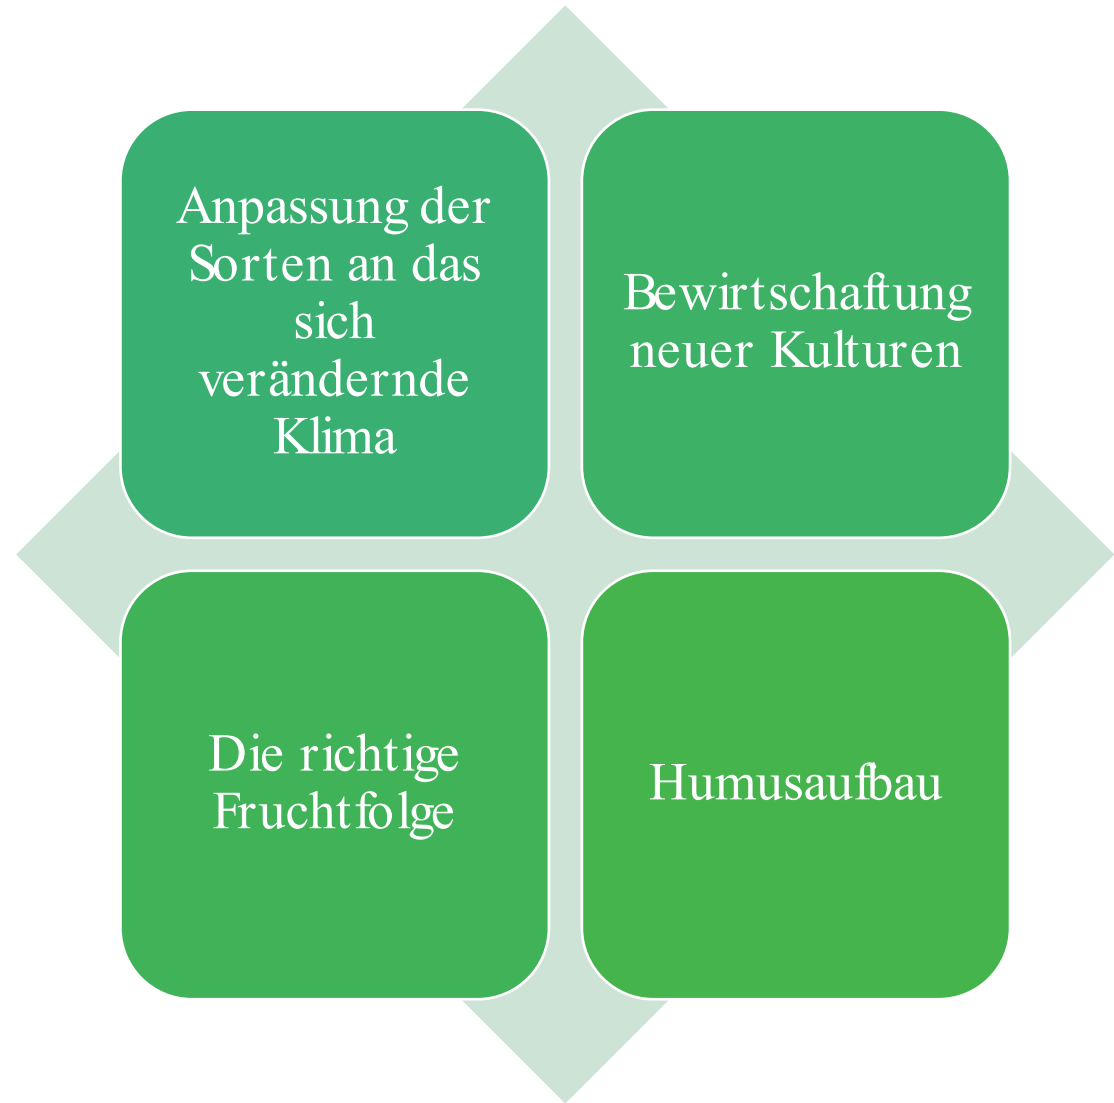 Anpassung der
Sorten an das
sich
verändernde
Klima
Bewirtschaftung
neuer Kulturen
Die richtige
Fruchtfolge
Humusaufbau